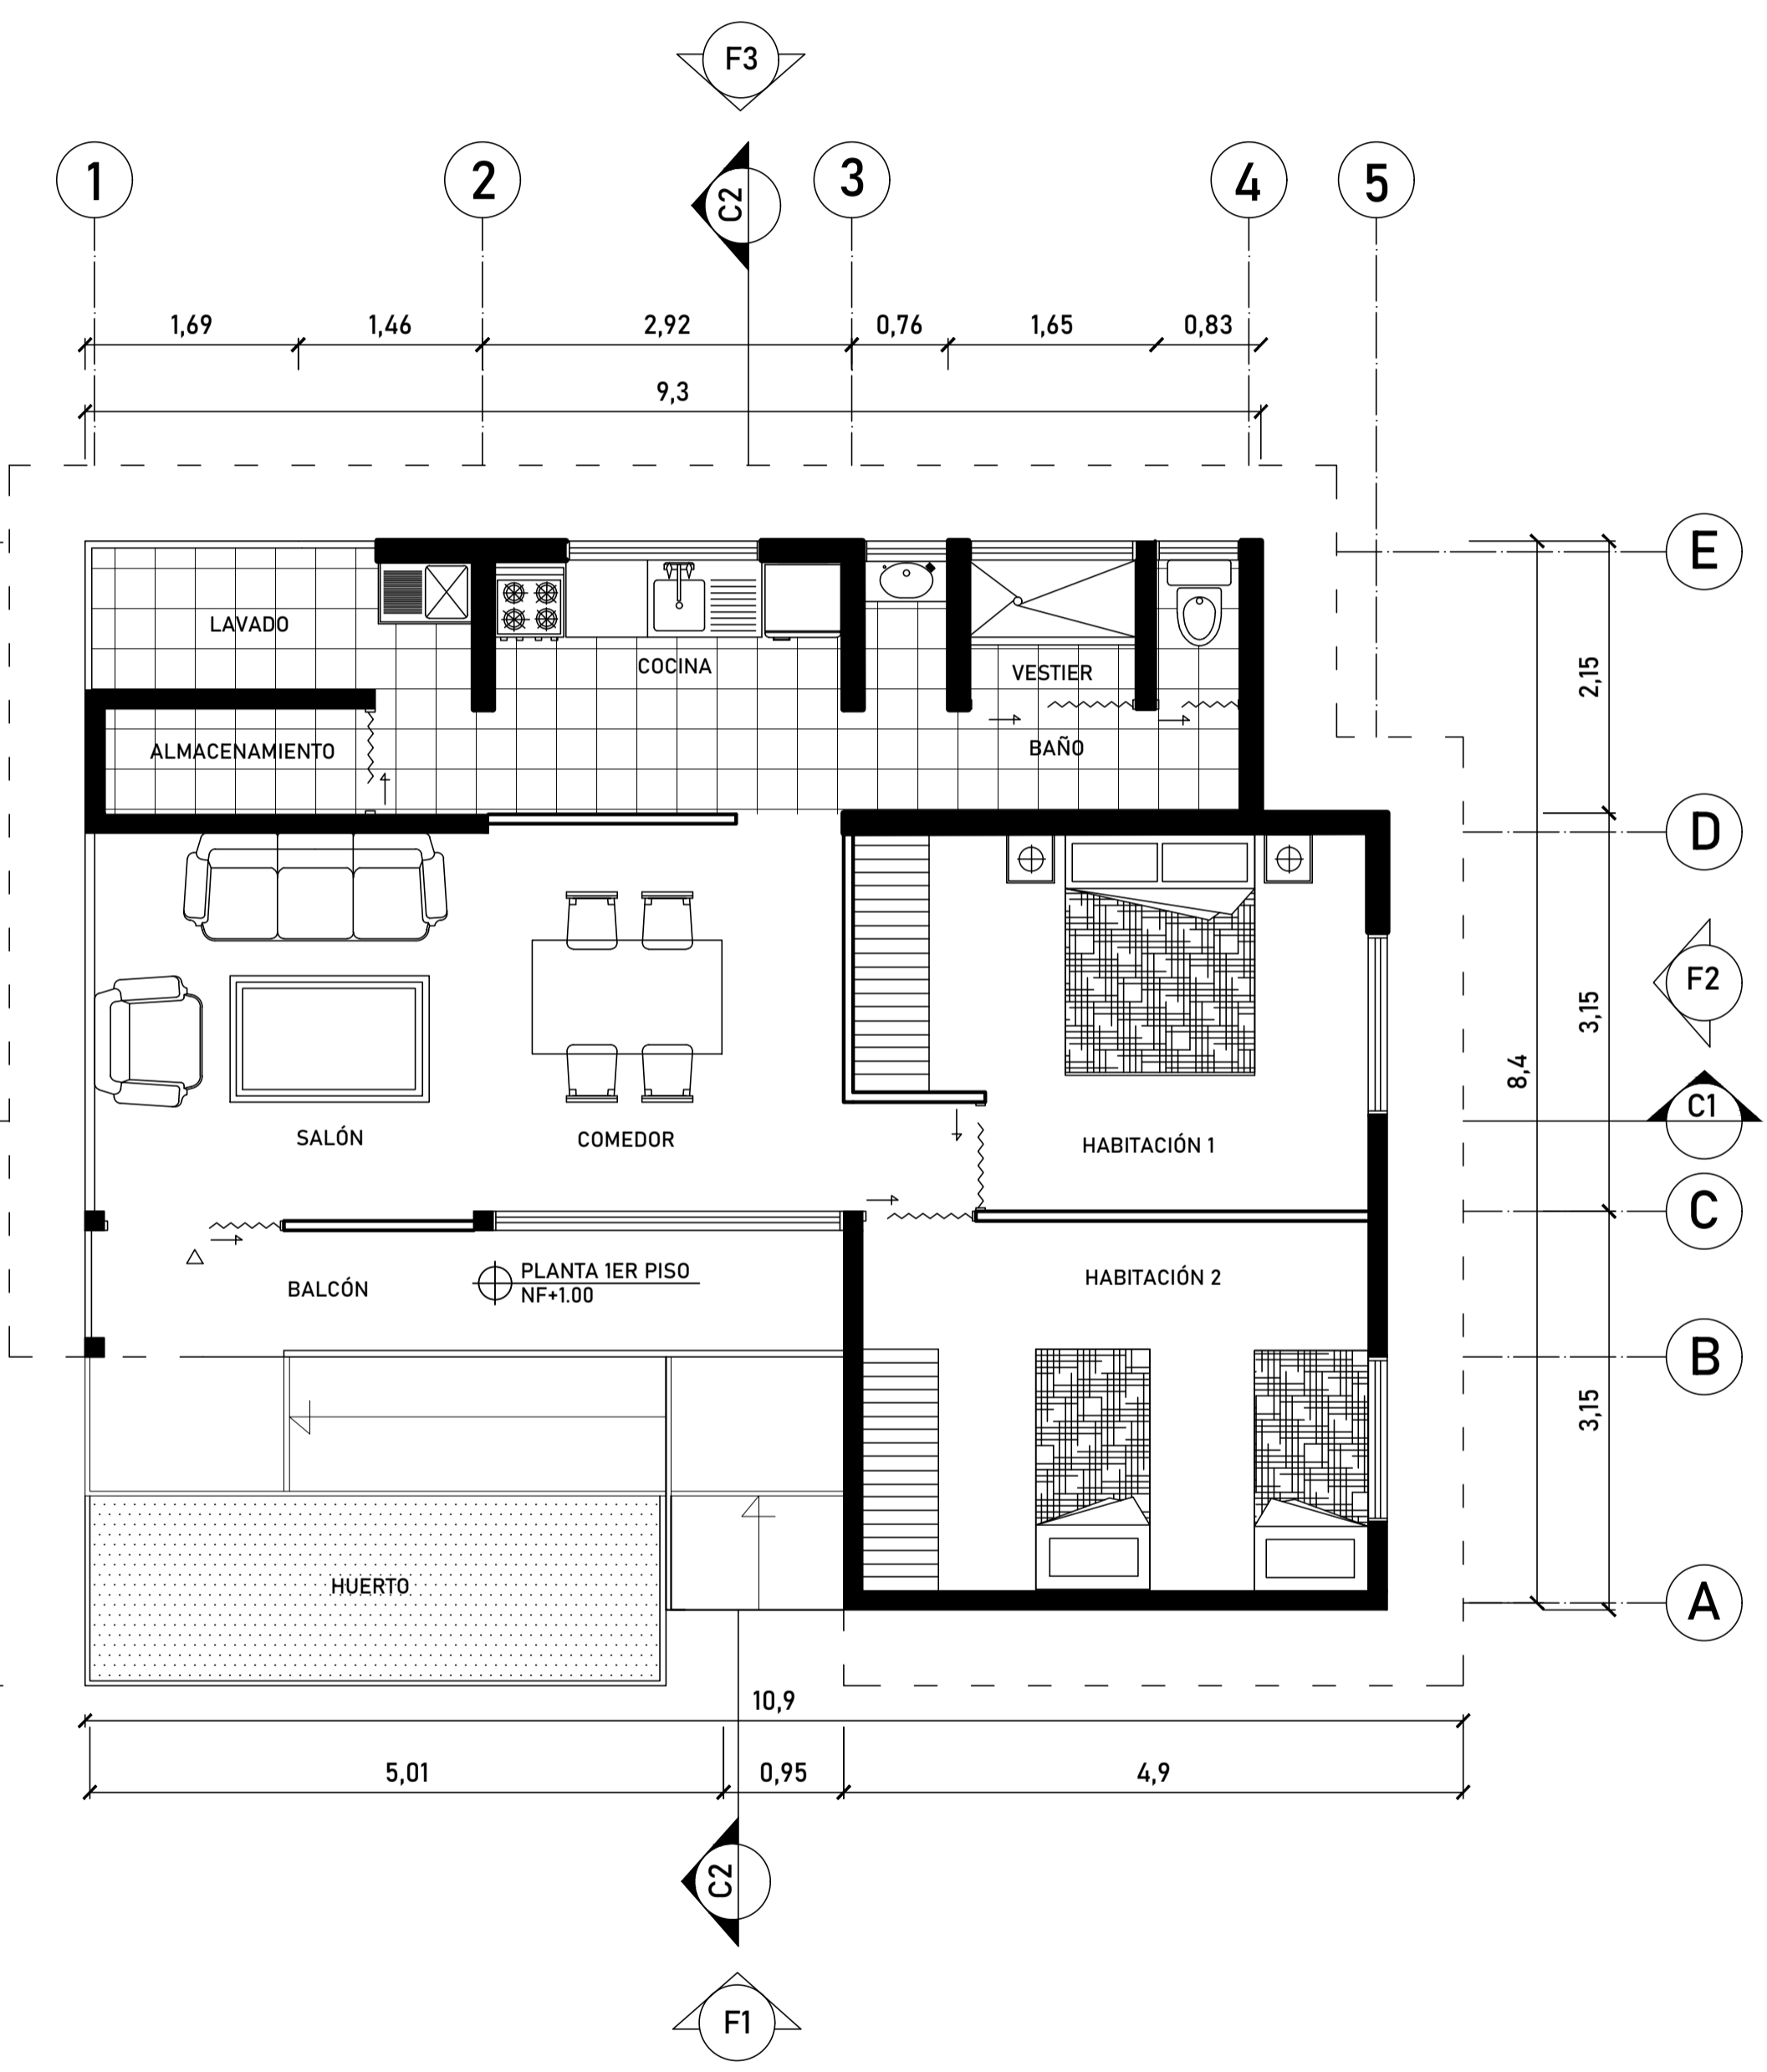 F3
1
2
C2
3
4
5
1,69
1,46
2,92
0,76
1,65
0,83
9,3
E
LAVADO
COCINA
VESTIER
2,15
ALMACENAMIENTO
BAÑO
D
F2
3,15
8,4
C1
SALÓN
COMEDOR
HABITACIÓN 1
C
BALCÓN
PLANTA 1ER PISO
NF+1.00
HABITACIÓN 2
B
3,15
HUERTO
A
10,9
5,01
0,95
4,9
C2
F1